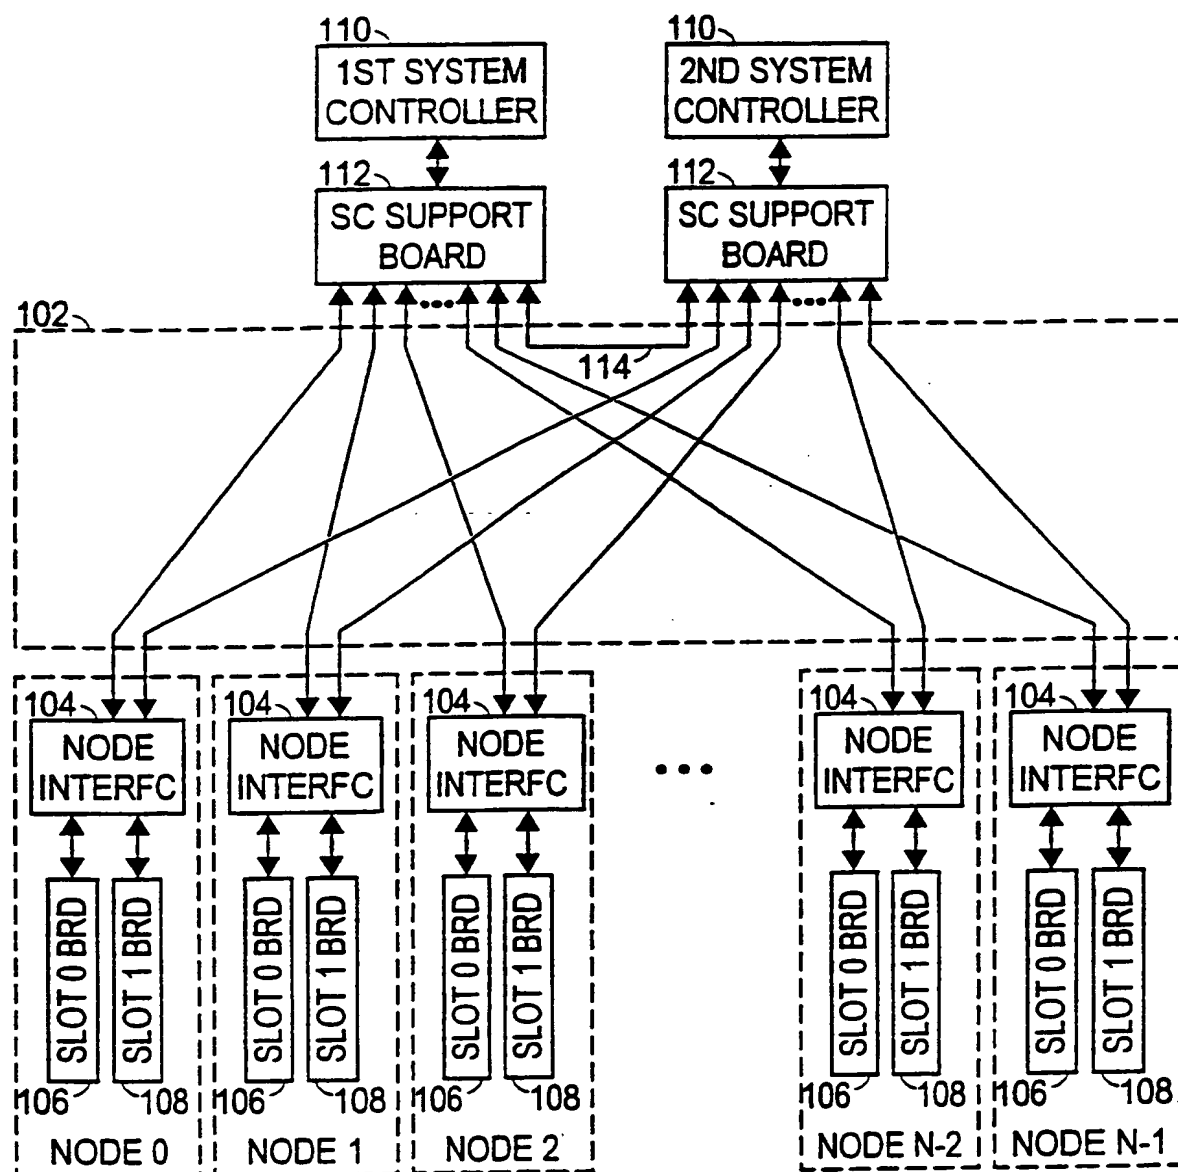 110
1ST SYSTEM
CONTROLLER
110
2ND SYSTEM
CONTROLLER
112
SC SUPPORT
BOARD
112
SC SUPPORT
BOARD
102
114
104
NODE
INTERFC
104
NODE
INTERFC
104
NODE
INTERFC
104
NODE
INTERFC
104
NODE
INTERFC
SLOT 0 BRD
SLOT 1 BRD
SLOT 0 BRD
SLOT 1 BRD
SLOT 0 BRD
SLOT 1 BRD
SLOT 0 BRD
SLOT 1 BRD
SLOT 0 BRD
SLOT 1 BRD
106
108
106
108
106
108
106
108
106
108
NODE 0
NODE 1
NODE 2
NODE N-2
NODE N-1